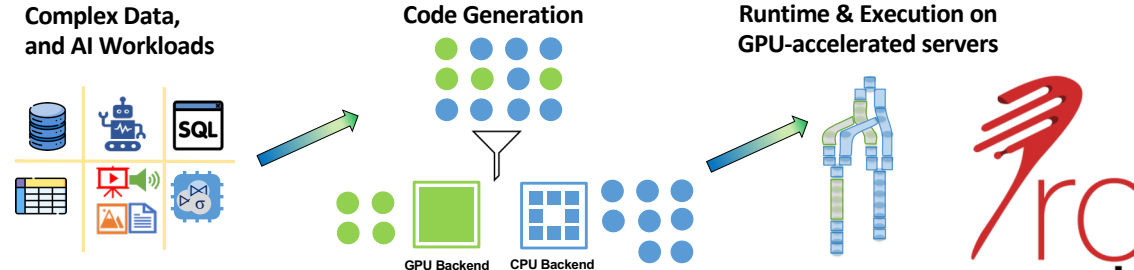 Complex Data,
and AI Workloads
Code Generation
Runtime & Execution on
GPU-accelerated servers
SQL
σ
GPU Backend
CPU Backend